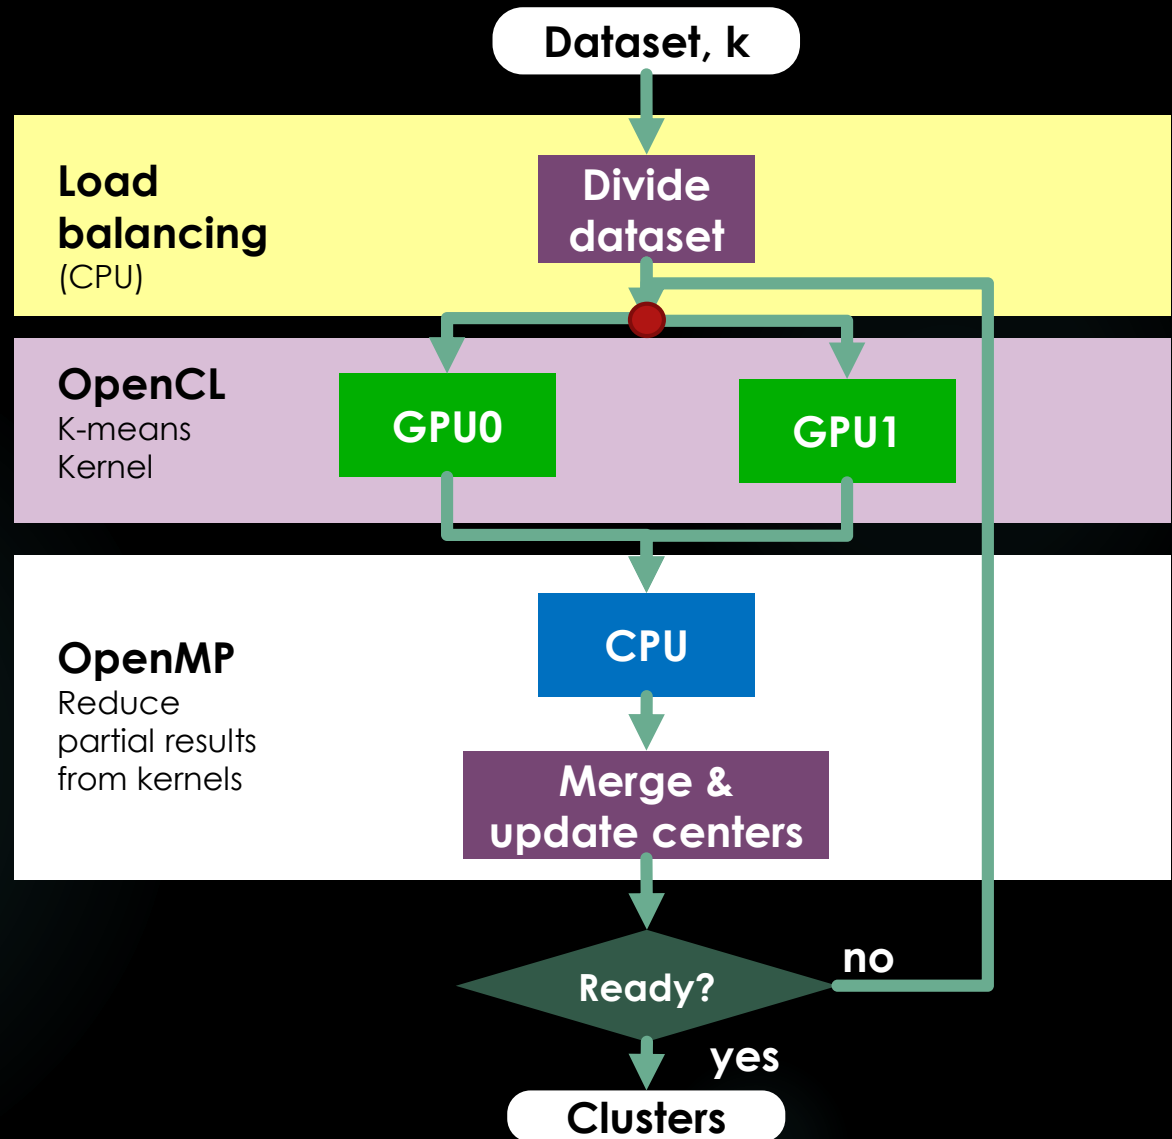 Dataset, k
Load
balancing
(CPU)
Divide
dataset
OpenCL
K-means
Kernel
GPU0
GPU1
OpenMP
Reduce
partial results
from kernels
CPU
Merge &
update centers
Ready?
no
yes
Clusters